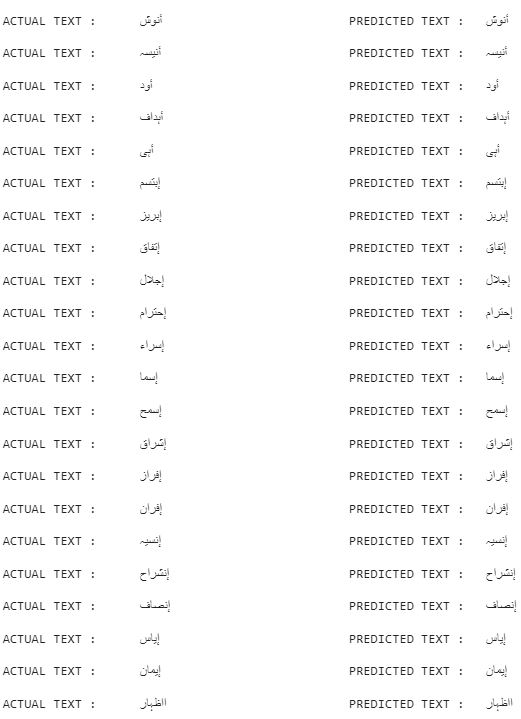 ACTUAL TEXT : أنوش PREDICTED TEXT : أنوش
ACTUAL TEXT : أنیسہ PREDICTED TEXT : أنیسہ
ACTUAL TEXT : أود PREDICTED TEXT : أود
ACTUAL TEXT : أہداف PREDICTED TEXT : أہداف
ACTUAL TEXT : أہی PREDICTED TEXT : أہی
ACTUAL TEXT : إبتسم PREDICTED TEXT : إبتسم
ACTUAL TEXT : إبریز PREDICTED TEXT : إبریز
ACTUAL TEXT : إتفاق PREDICTED TEXT : إتفاق
ACTUAL TEXT : إجلال PREDICTED TEXT : إجلال
ACTUAL TEXT : إحترام PREDICTED TEXT : إحترام
ACTUAL TEXT : إسراء PREDICTED TEXT : إسراء
ACTUAL TEXT : إسما PREDICTED TEXT : إسما
ACTUAL TEXT : إسمح PREDICTED TEXT : إسمح
ACTUAL TEXT : إشراق PREDICTED TEXT : إشراق
ACTUAL TEXT : إفراز PREDICTED TEXT : إفراز
ACTUAL TEXT : إقران PREDICTED TEXT : إقران
ACTUAL TEXT : إنسیہ PREDICTED TEXT : إنسیہ
ACTUAL TEXT : إنشراح PREDICTED TEXT : إنشراح
ACTUAL TEXT : إنصاف PREDICTED TEXT : إنصاف
ACTUAL TEXT : إیاس PREDICTED TEXT : إیاس
ACTUAL TEXT : إیمان PREDICTED TEXT : إیمان
ACTUAL TEXT : ااظہار PREDICTED TEXT : ااظہار